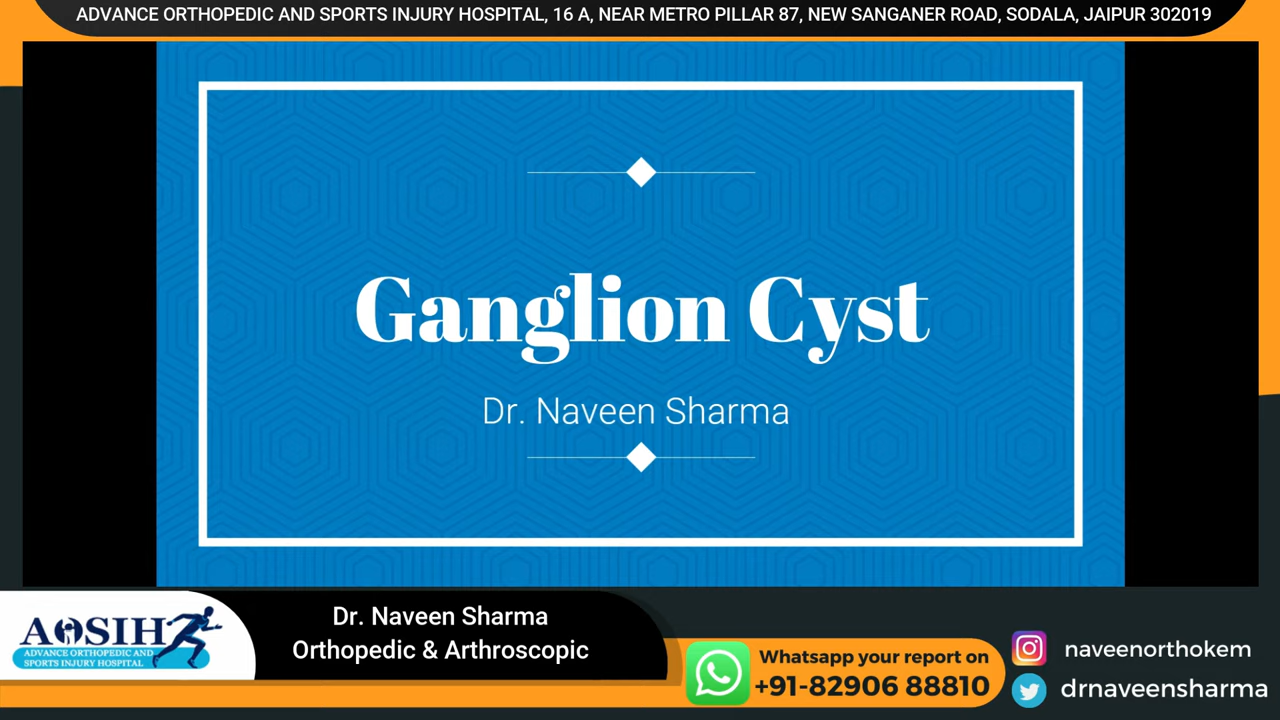 ADVANCE ORTHOPEDIC AND SPORTS INJURY HOSPITAL, 16 A, NEAR METRO PILLAR 87, NEW SANGANER ROAD, SODALA, JAIPUR 302019
Ganglion Cyst
Dr. Naveen Sharma
AOSIH
ADVANCE ORTHOPEDIC AND
SPORTS INJURY HOSPITAL
Dr. Naveen Sharma
Orthopedic & Arthroscopic
Whatsapp your report on
+91-82906 88810
naveenorthokem
drnaveensharma